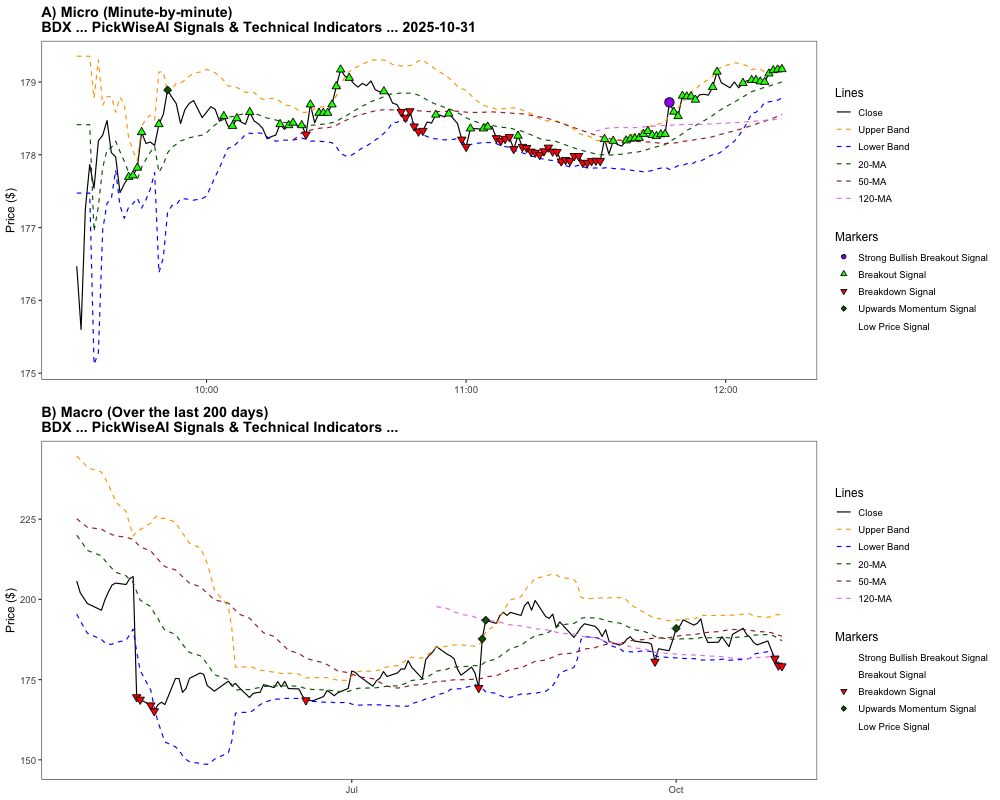 A) Micro (Minute-by-minute)
BDX ... PickWiseAI Signals & Technical Indicators ... 2025-10-31
Price ($)
179
178
177
176
175
10:00
11:00
12:00
Lines
Close
Upper Band
Lower Band
20-MA
50-MA
120-MA
Markers
Strong Bullish Breakout Signal
Breakout Signal
Breakdown Signal
Upwards Momentum Signal
Low Price Signal
B) Macro (Over the last 200 days)
BDX ... PickWiseAI Signals & Technical Indicators ...
Price ($)
225
200
175
150
Jul
Oct
Lines
Close
Upper Band
Lower Band
20-MA
50-MA
120-MA
Markers
Strong Bullish Breakout Signal
Breakout Signal
Breakdown Signal
Upwards Momentum Signal
Low Price Signal